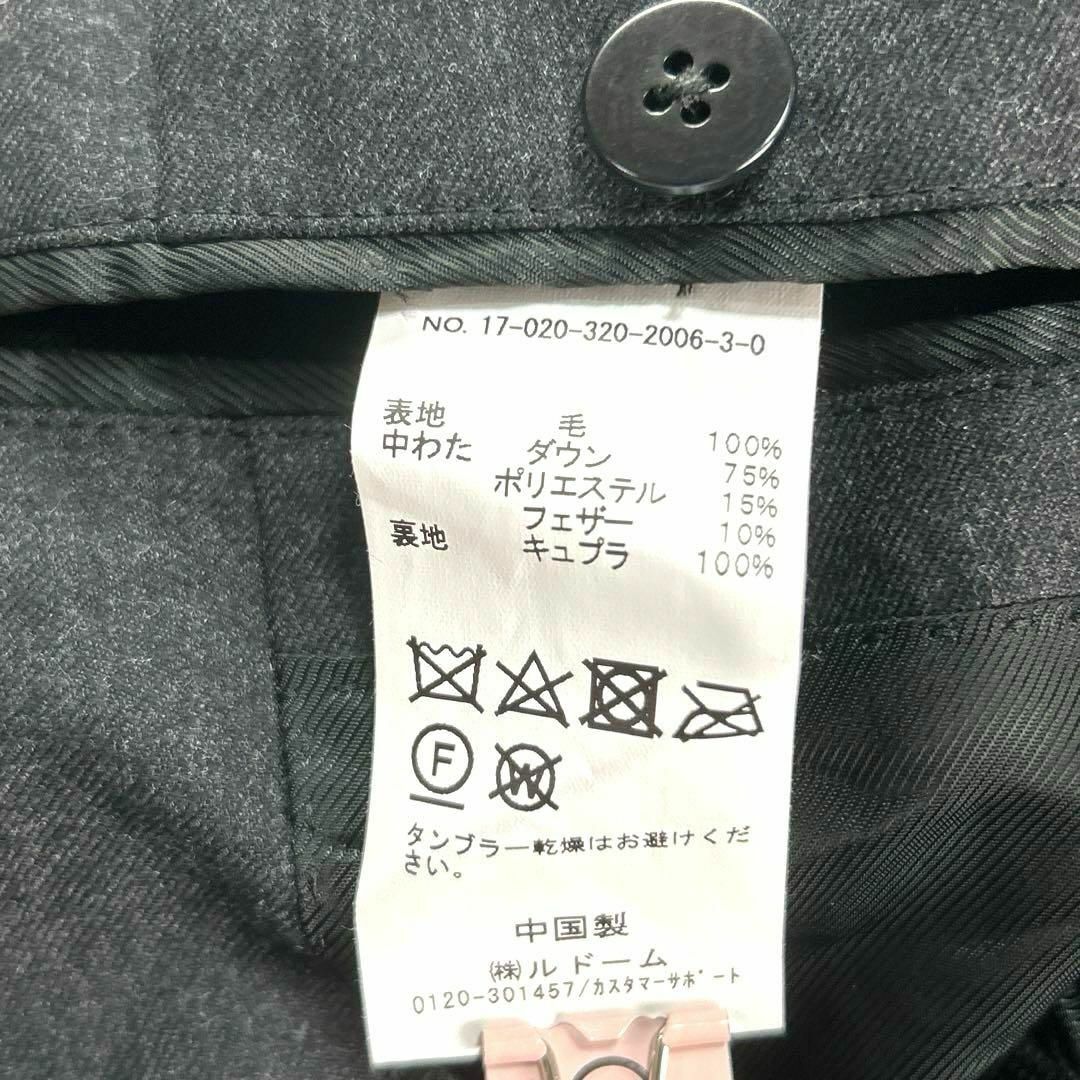 NO. 17-020-320-2006-3-0
表地 毛 100%
中わた ダウン 75%
ポリエステル 15%
フェザー 10%
裏地 キュプラ 100%
F W
タンブラー乾燥はお避けくだ
さい。
中国製
㈱ルドーム
0120-301457/カスタマーサポート